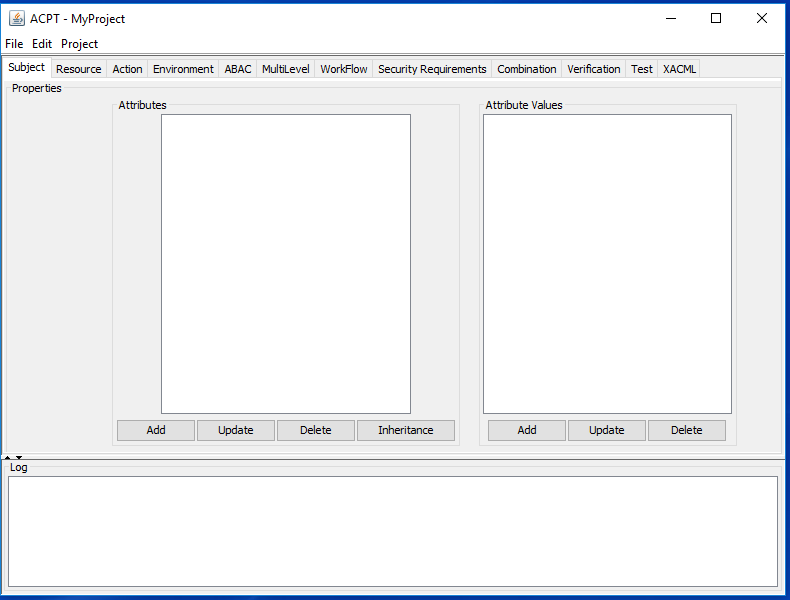 ACPT - MyProject
File Edit Project
Subject Resource Action Environment ABAC MultiLevel WorkFlow Security Requirements Combination Verification Test XACML
Properties
Attributes Attribute Values
Add Update Delete Inheritance Add Update Delete
Log